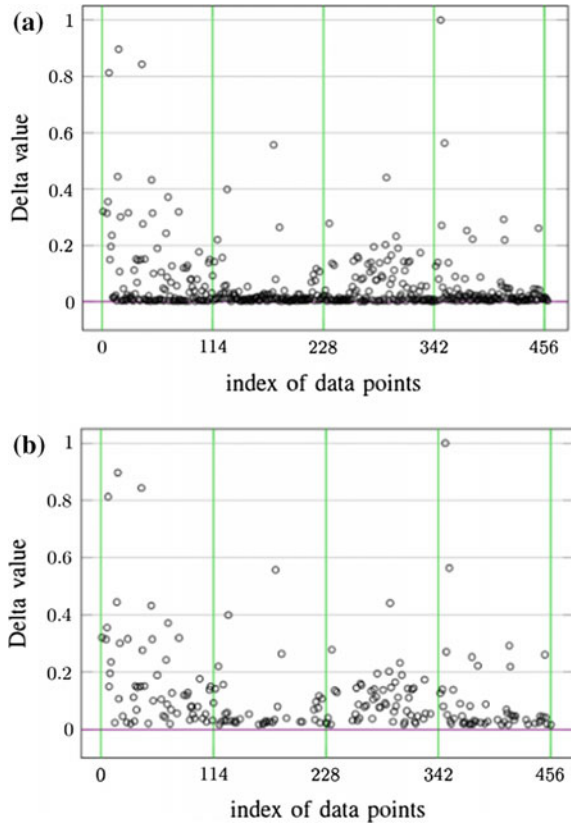 (a)
Delta value
1
0.8
0.6
0.4
0.2
0
0 114 228 342 456
index of data points
(b)
Delta value
1
0.8
0.6
0.4
0.2
0
0 114 228 342 456
index of data points